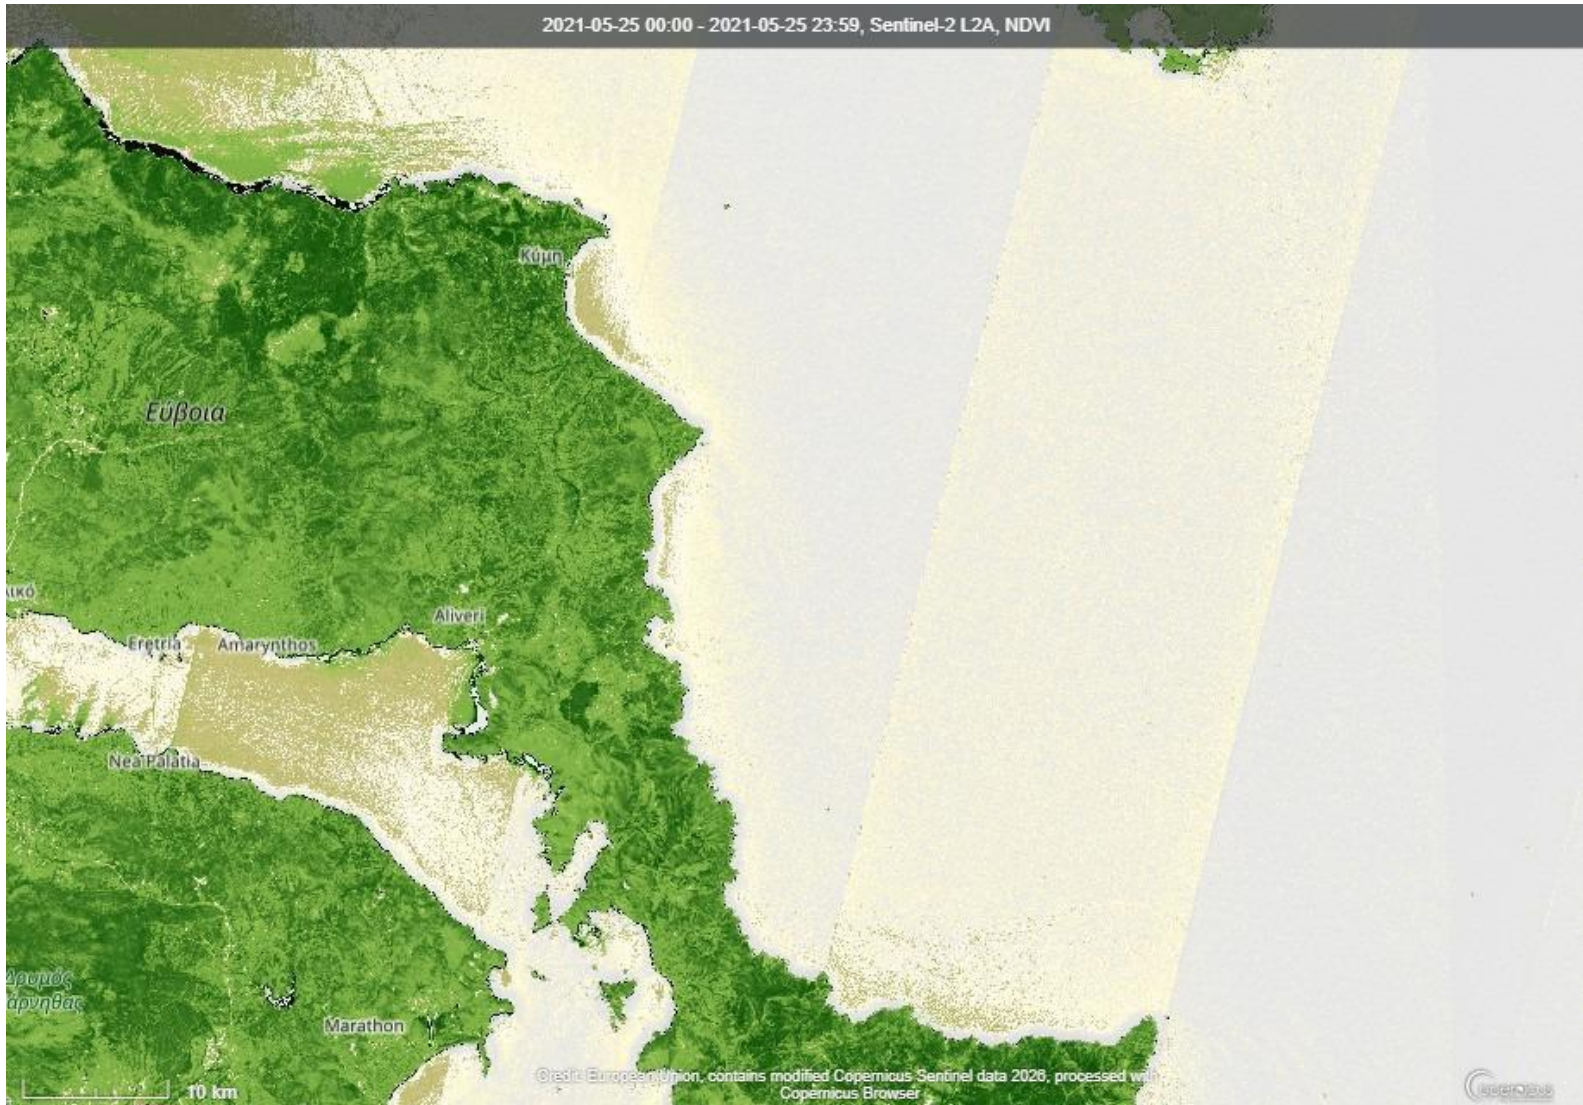 2021-05-25 00:00 - 2021-05-25 23:59, Sentinel-2 L2A, NDVI
Κύμη
Εύβοια
Aliveri
Eretria
Amarynthos
Nea Palatia
Marathon
10 km
Credit: European Union, contains modified Copernicus Sentinel data 2026, processed with
Copernicus Browser